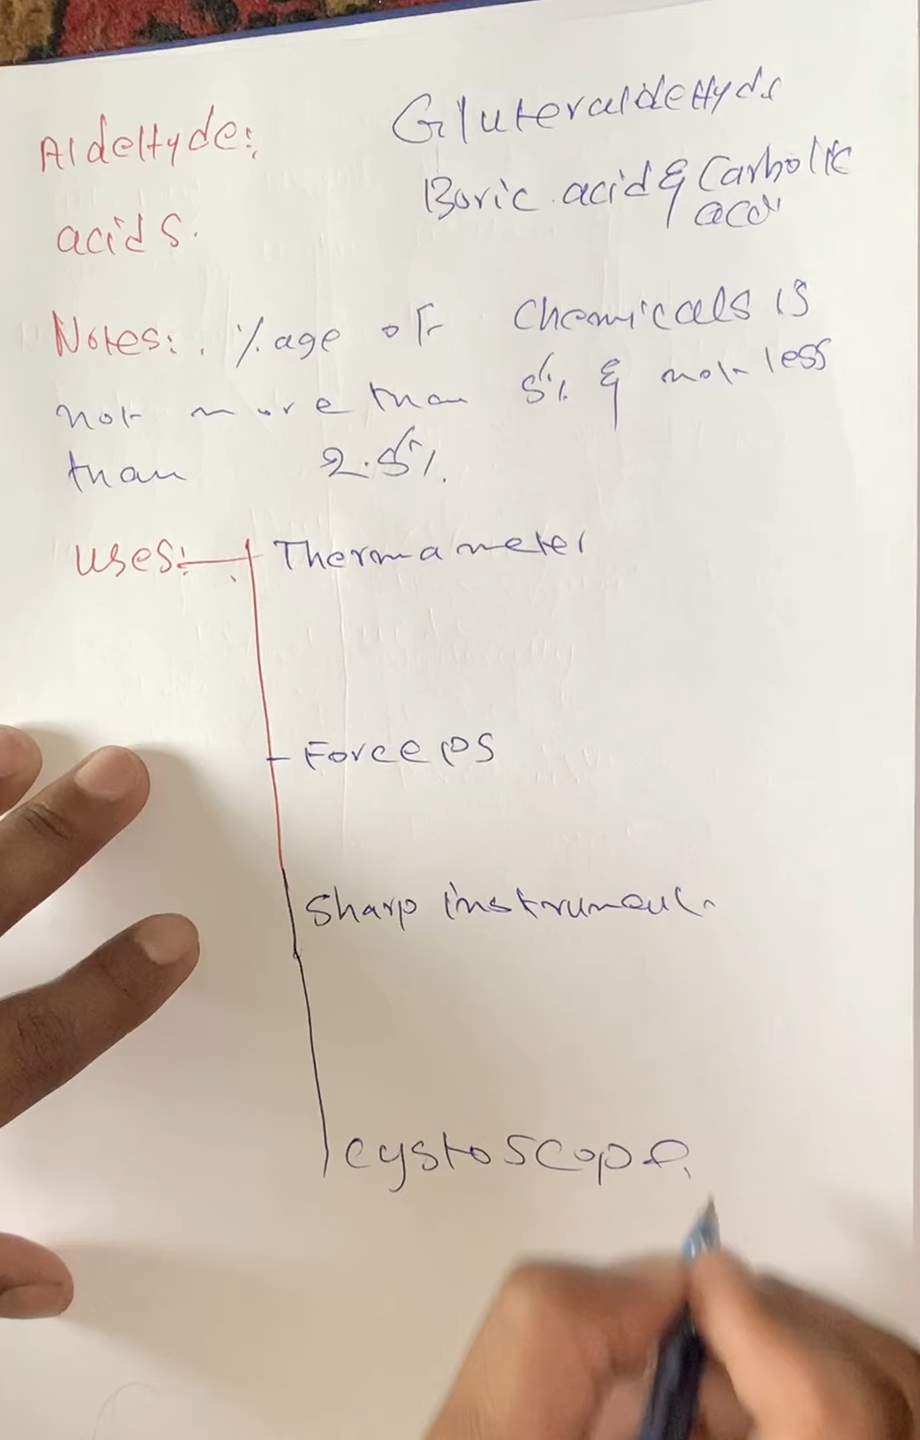 Aldehyde: Gluteraldehyde
acids. Boric acid & Carbolic
acid
Notes: %age of Chemicals is
not more than 5% & not less
than 2.5%.
uses: Thermameter
Forceps
Sharp instrument
cystoscope